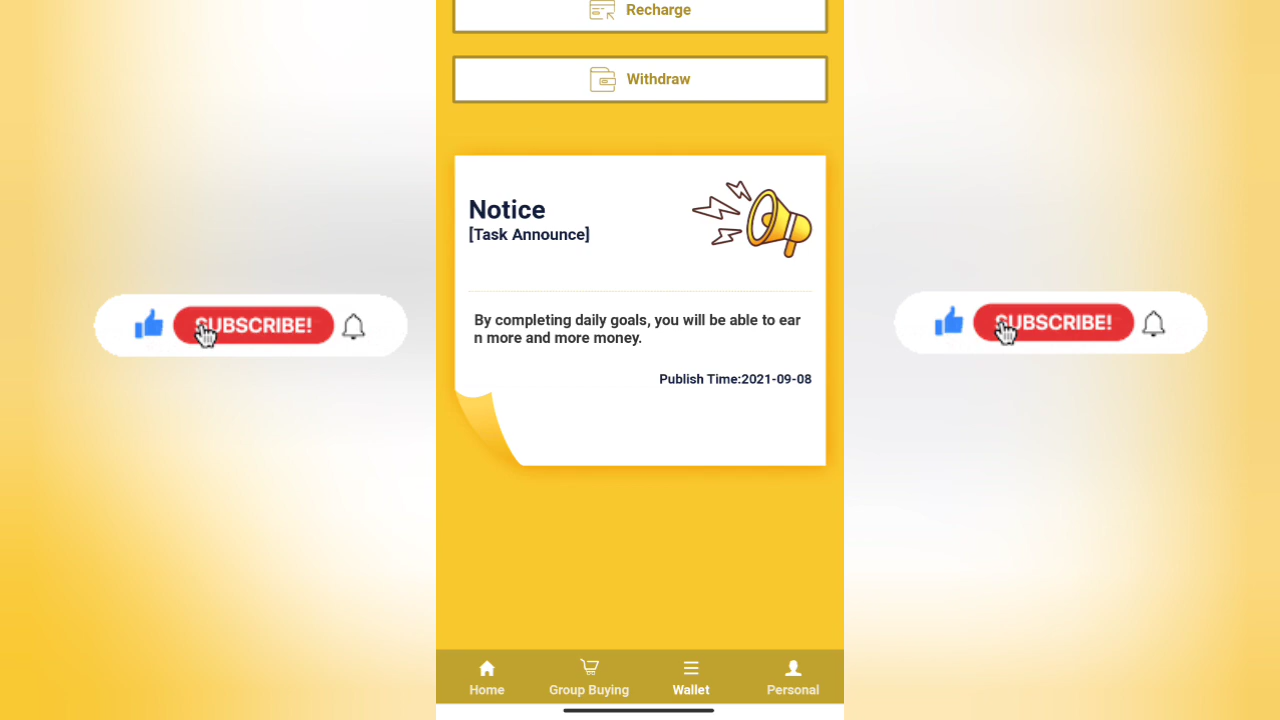 Recharge
Withdraw
Notice
[Task Announce]
SUBSCRIBE!
SUBSCRIBE!
By completing daily goals, you will be able to ear
n more and more money.
Publish Time:2021-09-08
Home
Group Buying
Wallet
Personal